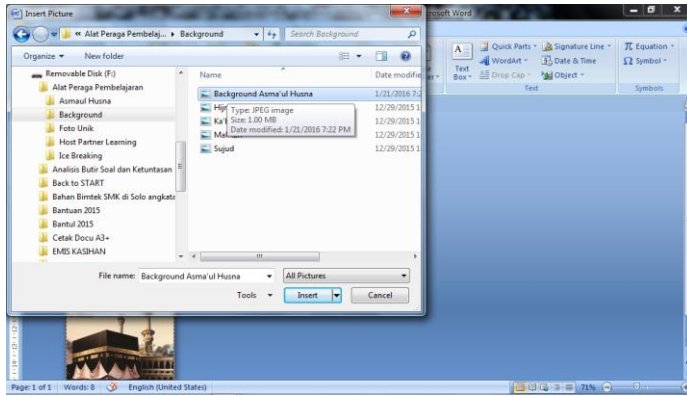 Insert Picture
crosoft Word
« Alat Peraga Pembelaj... ▸ Background
Search Background
Organize
New folder
Removable Disk (F:)
Alat Peraga Pembelajaran
Asmaul Husna
Background
Foto Unik
Host Partner Learning
Ice Breaking
Analisis Butir Soal dan Ketuntasan
Back to START
Bahan Bimtek SMK di Solo angkata
Bantuan 2015
Bantul 2015
Cetak Docu A3+
EMIS KASIHAN
Name
Date modifie
Background Asma'ul Husna
1/21/2016 7:2
12/29/2015 1
12/29/2015 1
12/29/2015 1
Sujud
12/29/2015 1
Type: JPEG image
Size: 1.00 MB
Date modified: 1/21/2016 7:22 PM
File name:
Background Asma'ul Husna
All Pictures
Tools
Insert
Cancel
Text
Box
Quick Parts
WordArt
Drop Cap
Signature Line
Date & Time
Object
Text
Equation
Symbol
Symbols
Page: 1 of 1
Words: 8
English (United States)
71%